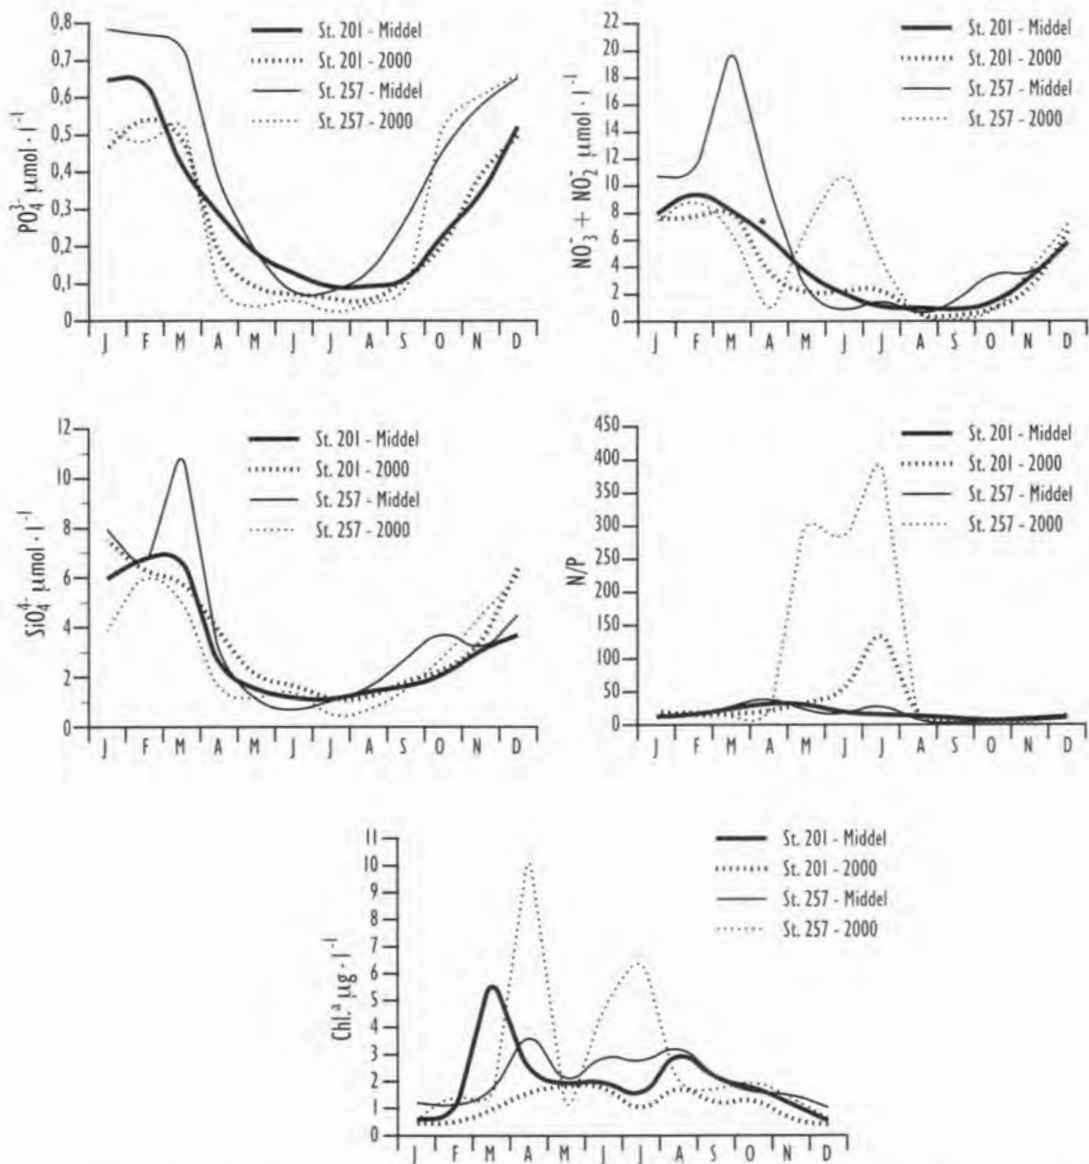 0,8
0,7
0,6
0,5
0,4
0,3
0,2
0,1
0
PO₄³⁻ µmol · l⁻¹
St. 201 - Middel
St. 201 - 2000
St. 257 - Middel
St. 257 - 2000
J F M A M J J A S O N D
22
20
18
16
14
12
10
8
6
4
2
0
NO₃⁻ + NO₂⁻ µmol · l⁻¹
St. 201 - Middel
St. 201 - 2000
St. 257 - Middel
St. 257 - 2000
*
J F M A M J J A S O N D
12
10
8
6
4
2
0
SiO₄⁴⁻ µmol · l⁻¹
St. 201 - Middel
St. 201 - 2000
St. 257 - Middel
St. 257 - 2000
J F M A M J J A S O N D
450
400
350
300
250
200
150
100
50
0
N/P
St. 201 - Middel
St. 201 - 2000
St. 257 - Middel
St. 257 - 2000
J F M A M J J A S O N D
11
10
9
8
7
6
5
4
3
2
1
0
Chl.ᵃ µg · l⁻¹
St. 201 - Middel
St. 201 - 2000
St. 257 - Middel
St. 257 - 2000
J F M A M J J A S O N D